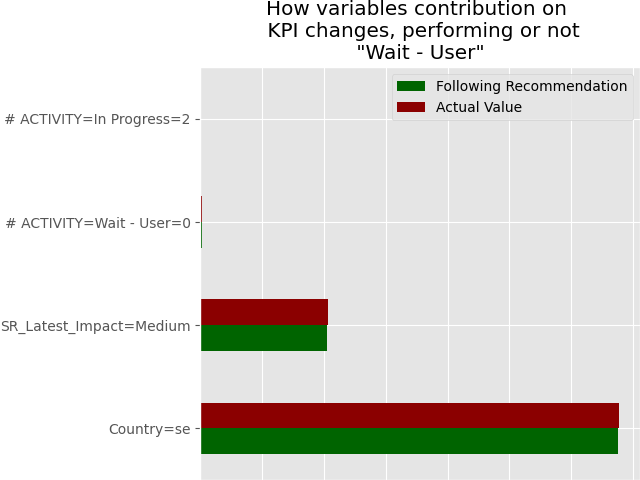 How variables contribution on
KPI changes, performing or not
"Wait - User"
Following Recommendation
Actual Value
# ACTIVITY=In Progress=2
# ACTIVITY=Wait - User=0
SR_Latest_Impact=Medium
Country=se